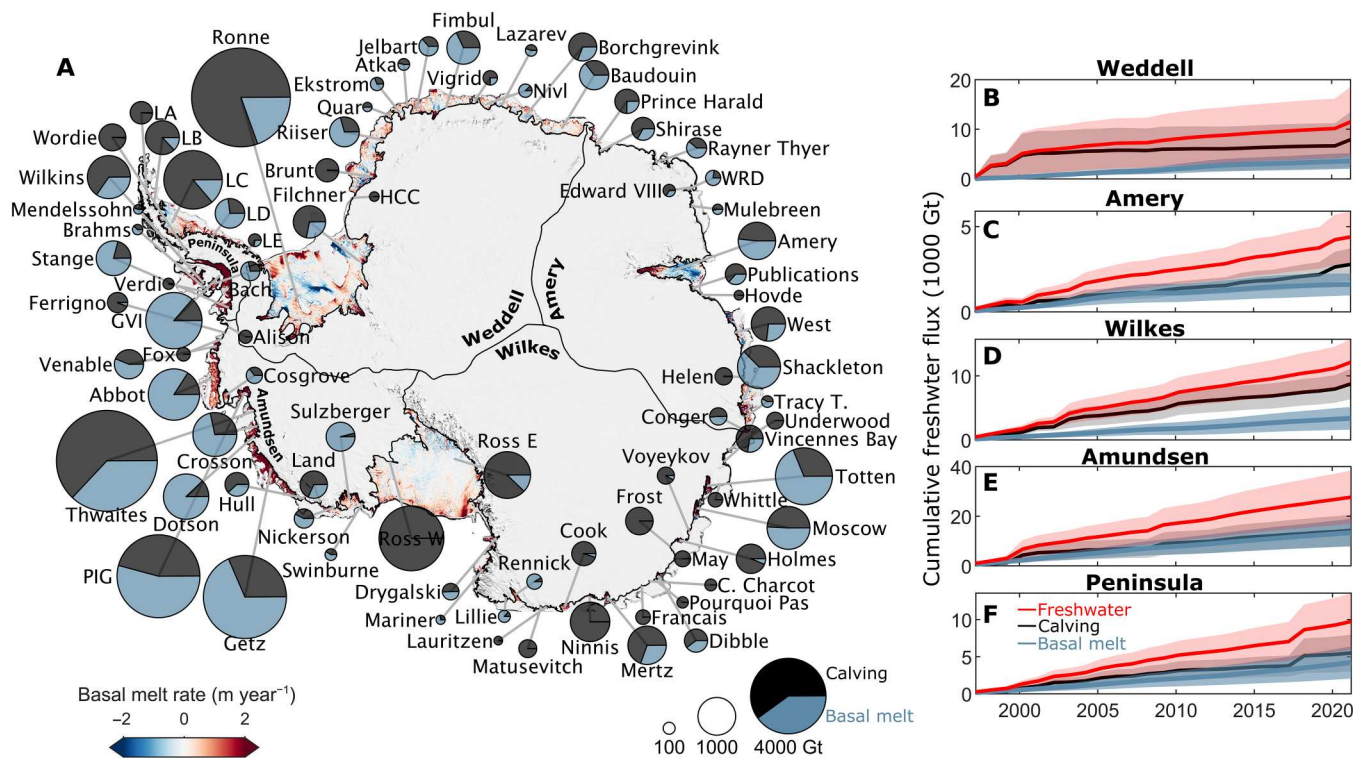 A
Ronne
Fimbul
Lazarev
Jelbart
Borchgrevink
Atka
Vigrid
Baudouin
Ekstrom
Nivl
Quar
Prince Harald
Riiser
Shirase
LA
Wordie
LB
Rayner Thyer
Wilkins
LC
Brunt
Filchner
HCC
Edward VIII
WRD
Mendelssohn
LD
Mulebreen
Brahms
LE
Peninsula
Amery
Stange
Bach
Publications
Verdi
Hovde
Ferrigno
GVI
Weddell
Amery
West
Alison
Wilkes
Venable
Fox
Shackleton
Abbot
Cosgrove
Helen
Amundsen
Sulzberger
Tracy T.
Conger
Underwood
Vincennes Bay
Crosson
Land
Ross E
Voyeykov
Totten
Thwaites
Hull
Frost
Whittle
Dotson
Moscow
Nickerson
Ross W
Cook
May
Holmes
PIG
Swinburne
Rennick
C. Charcot
Drygalski
Pourquoi Pas
Mariner
Lillie
Francais
Getz
Lauritzen
Ninnis
Dibble
Matusevitch
Mertz
Basal melt rate (m year⁻¹)
−2 0 2
Calving
Basal melt
100 1000 4000 Gt
Cumulative freshwter flux (1000 Gt)
Weddell
B
20
10
0
Amery
C
5
0
Wilkes
D
10
0
Amundsen
E
40
20
0
Peninsula
F
Freshwater
Calving
Basal melt
10
5
0
2000 2005 2010 2015 2020